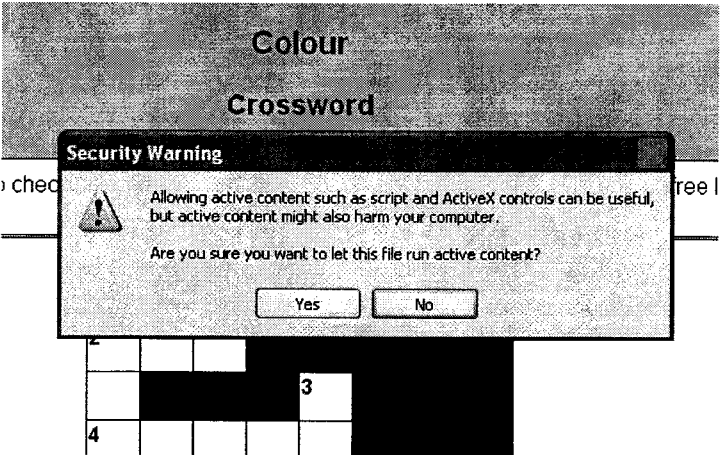 Colour
Crossword
Security Warning
Allowing active content such as script and ActiveX controls can be useful,
but active content might also harm your computer.
Are you sure you want to let this file run active content?
Yes No
2
3
4